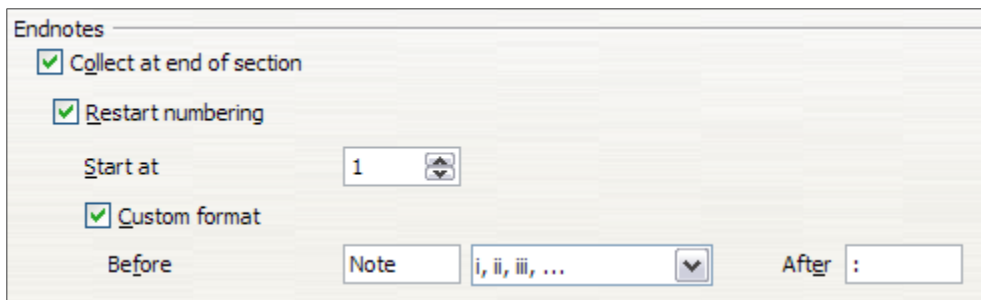 Endnotes
Collect at end of section
Restart numbering
Start at 1
Custom format
Before Note i, ii, iii, ... After :